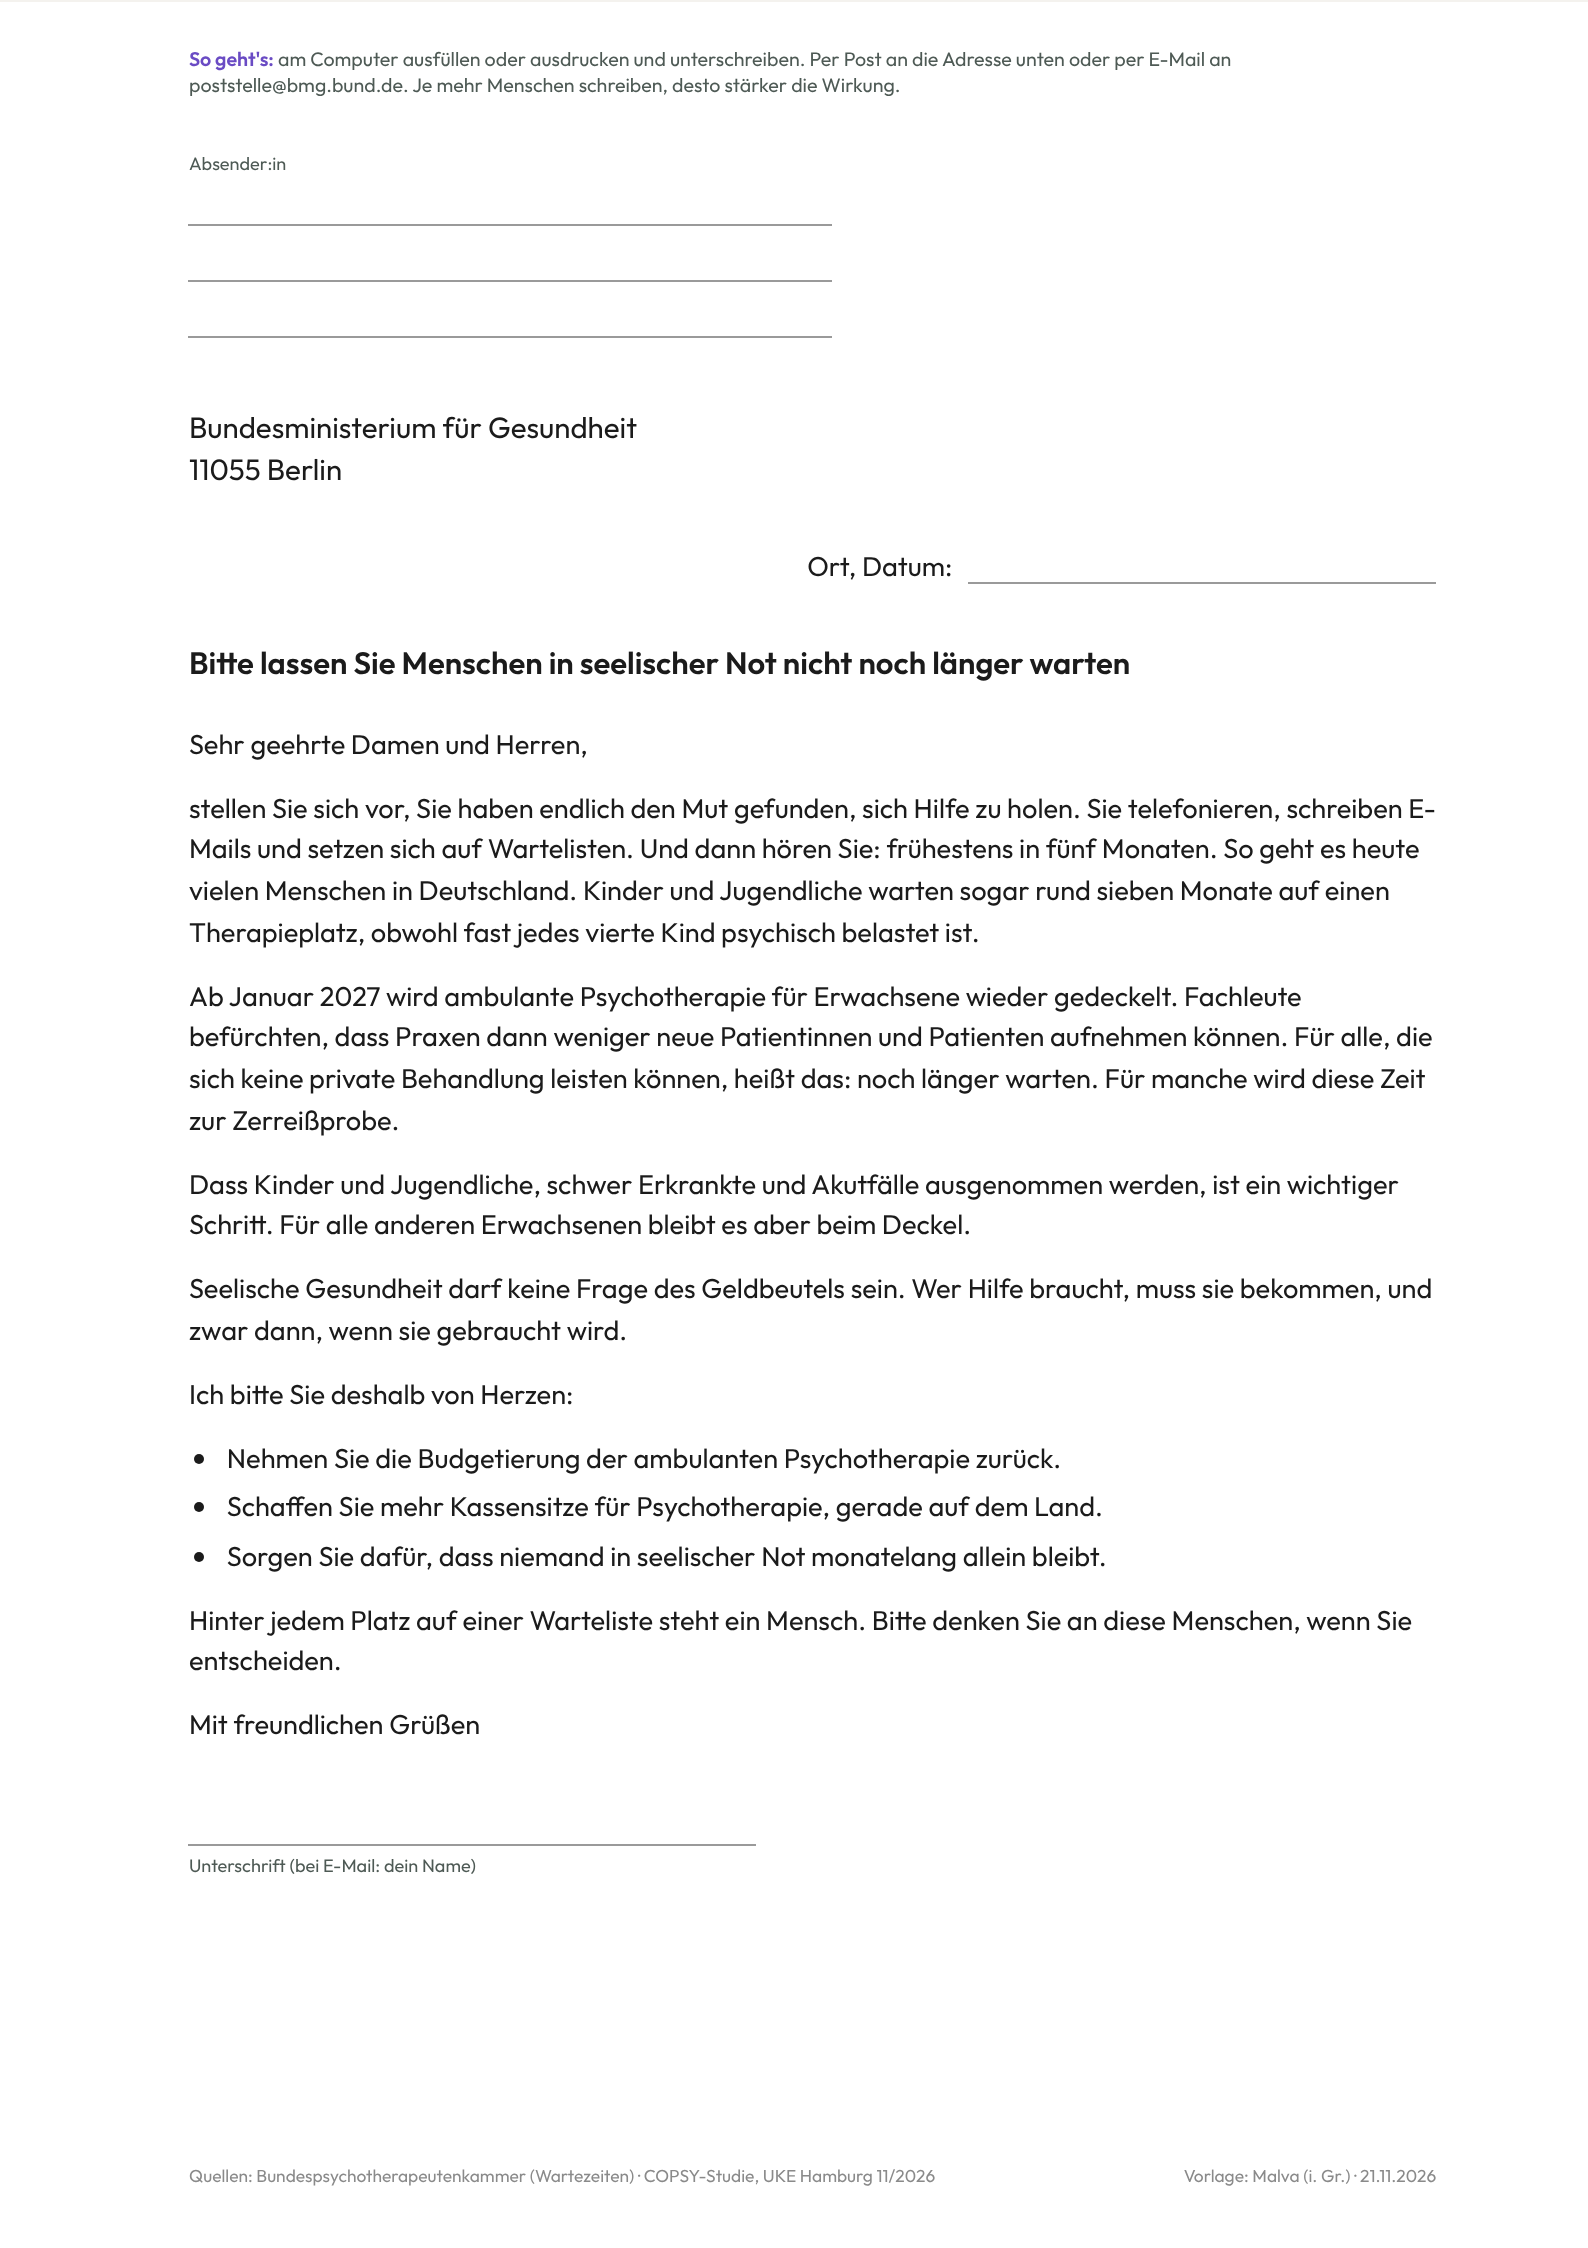 So geht's: am Computer ausfüllen oder ausdrucken und unterschreiben. Per Post an die Adresse unten oder per E-Mail an
poststelle@bmg.bund.de. Je mehr Menschen schreiben, desto stärker die Wirkung.
Absender:in
Bundesministerium für Gesundheit
11055 Berlin
Ort, Datum:
Bitte lassen Sie Menschen in seelischer Not nicht noch länger warten
Sehr geehrte Damen und Herren,
stellen Sie sich vor, Sie haben endlich den Mut gefunden, sich Hilfe zu holen. Sie telefonieren, schreiben E-
Mails und setzen sich auf Wartelisten. Und dann hören Sie: frühestens in fünf Monaten. So geht es heute
vielen Menschen in Deutschland. Kinder und Jugendliche warten sogar rund sieben Monate auf einen
Therapieplatz, obwohl fast jedes vierte Kind psychisch belastet ist.
Ab Januar 2027 wird ambulante Psychotherapie für Erwachsene wieder gedeckelt. Fachleute
befürchten, dass Praxen dann weniger neue Patientinnen und Patienten aufnehmen können. Für alle, die
sich keine private Behandlung leisten können, heißt das: noch länger warten. Für manche wird diese Zeit
zur Zerreißprobe.
Dass Kinder und Jugendliche, schwer Erkrankte und Akutfälle ausgenommen werden, ist ein wichtiger
Schritt. Für alle anderen Erwachsenen bleibt es aber beim Deckel.
Seelische Gesundheit darf keine Frage des Geldbeutels sein. Wer Hilfe braucht, muss sie bekommen, und
zwar dann, wenn sie gebraucht wird.
Ich bitte Sie deshalb von Herzen:
• Nehmen Sie die Budgetierung der ambulanten Psychotherapie zurück.
• Schaffen Sie mehr Kassensitze für Psychotherapie, gerade auf dem Land.
• Sorgen Sie dafür, dass niemand in seelischer Not monatelang allein bleibt.
Hinter jedem Platz auf einer Warteliste steht ein Mensch. Bitte denken Sie an diese Menschen, wenn Sie
entscheiden.
Mit freundlichen Grüßen
Unterschrift (bei E-Mail: dein Name)
Quellen: Bundespsychotherapeutenkammer (Wartezeiten) · COPSY-Studie, UKE Hamburg 11/2026
Vorlage: Malva (i. Gr.) · 21.11.2026